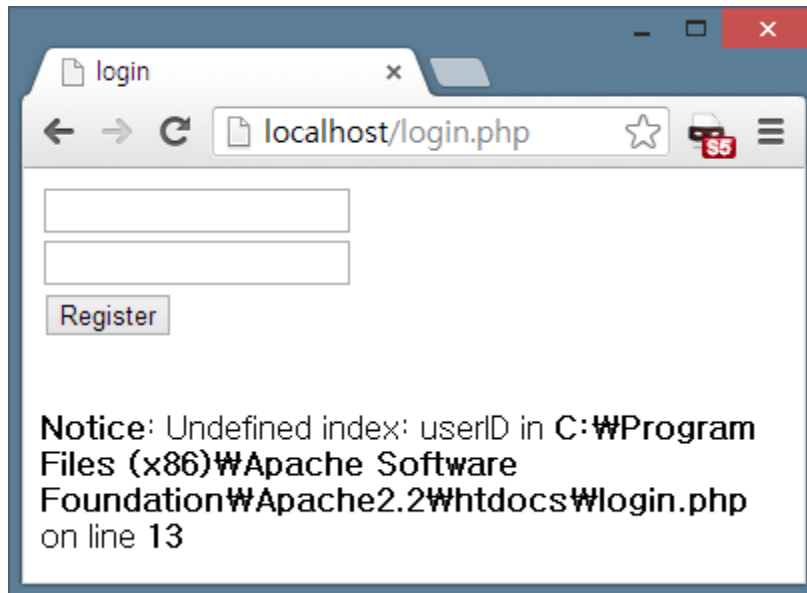 login
localhost/login.php
S5
Register
Notice: Undefined index: userID in C:₩Program
Files (x86)₩Apache Software
Foundation₩Apache2.2₩htdocs₩login.php
on line 13